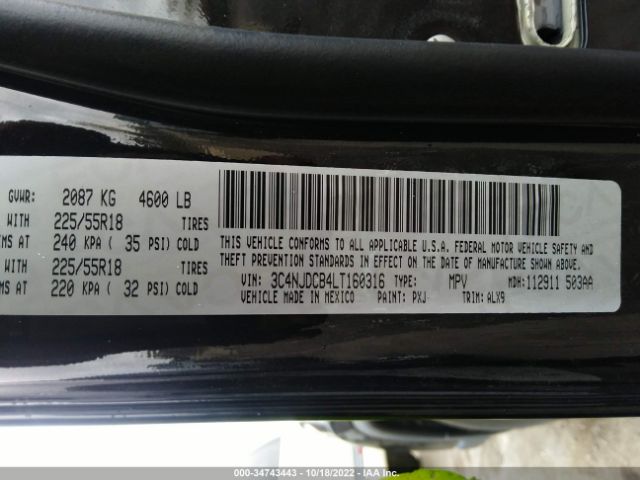 GVWR: 2087 KG 4600 LB
WITH 225/55R18 TIRES
MS AT 240 KPA ( 35 PSI) COLD
WITH 225/55R18 TIRES
MS AT 220 KPA ( 32 PSI) COLD
THIS VEHICLE CONFORMS TO ALL APPLICABLE U.S.A. FEDERAL MOTOR VEHICLE SAFETY AND
THEFT PREVENTION STANDARDS IN EFFECT ON THE DATE OF MANUFACTURE SHOWN ABOVE.
VIN: 3C4NJDCB4LT160316 TYPE: MPV MDH: 112911 503AA
VEHICLE MADE IN MEXICO PAINT: PXJ TRIM: ALX9
000-34743443 - 10/18/2022 - IAA Inc.